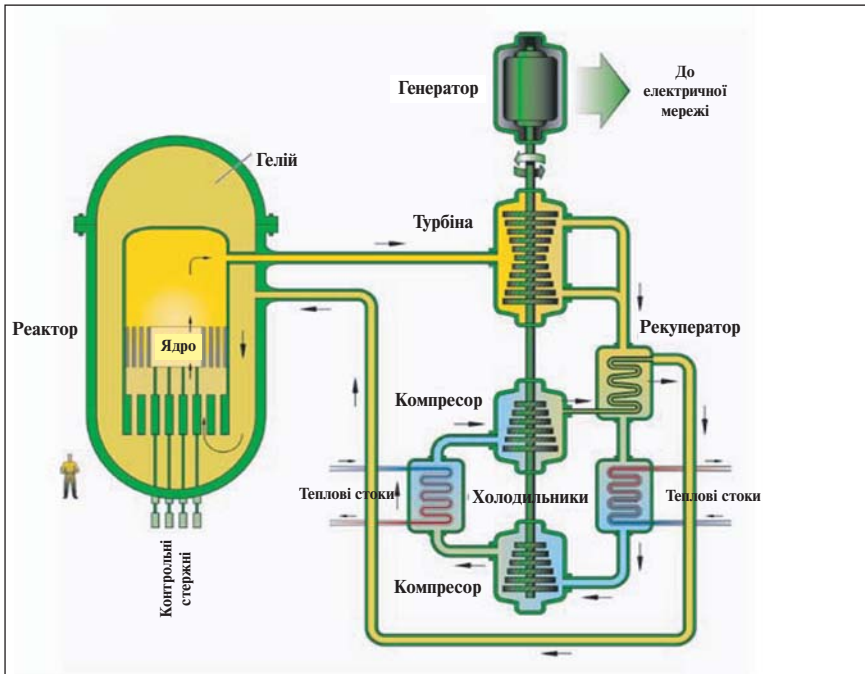 Генератор
До
електричної
мережі
Гелій
Турбіна
Реактор
Ядро
Рекуператор
Компресор
Теплові стоки
Холодильники
Теплові стоки
Компресор
Контрольні
стержні